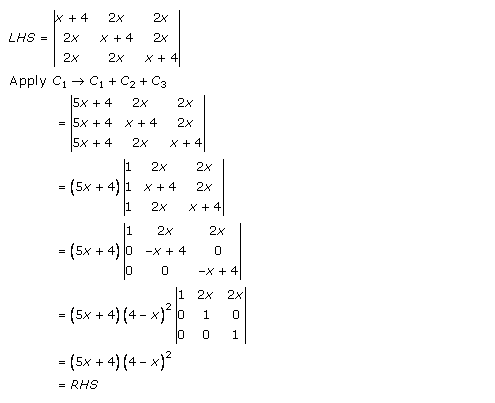 LHS = |x + 4 2x 2x|
|2x x + 4 2x|
|2x 2x x + 4|
Apply C₁ → C₁ + C₂ + C₃
= |5x + 4 2x 2x|
|5x + 4 x + 4 2x|
|5x + 4 2x x + 4|
= (5x + 4) |1 2x 2x|
|1 x + 4 2x|
|1 2x x + 4|
= (5x + 4) |1 2x 2x|
|0 −x + 4 0|
|0 0 −x + 4|
= (5x + 4)(4 − x)² |1 2x 2x|
|0 1 0|
|0 0 1|
= (5x + 4)(4 − x)²
= RHS